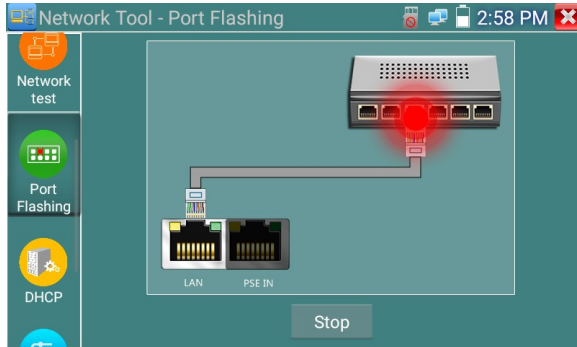 Network Tool - Port Flashing
2:58 PM
Network
test
Port
Flashing
DHCP
LAN
PSE IN
Stop